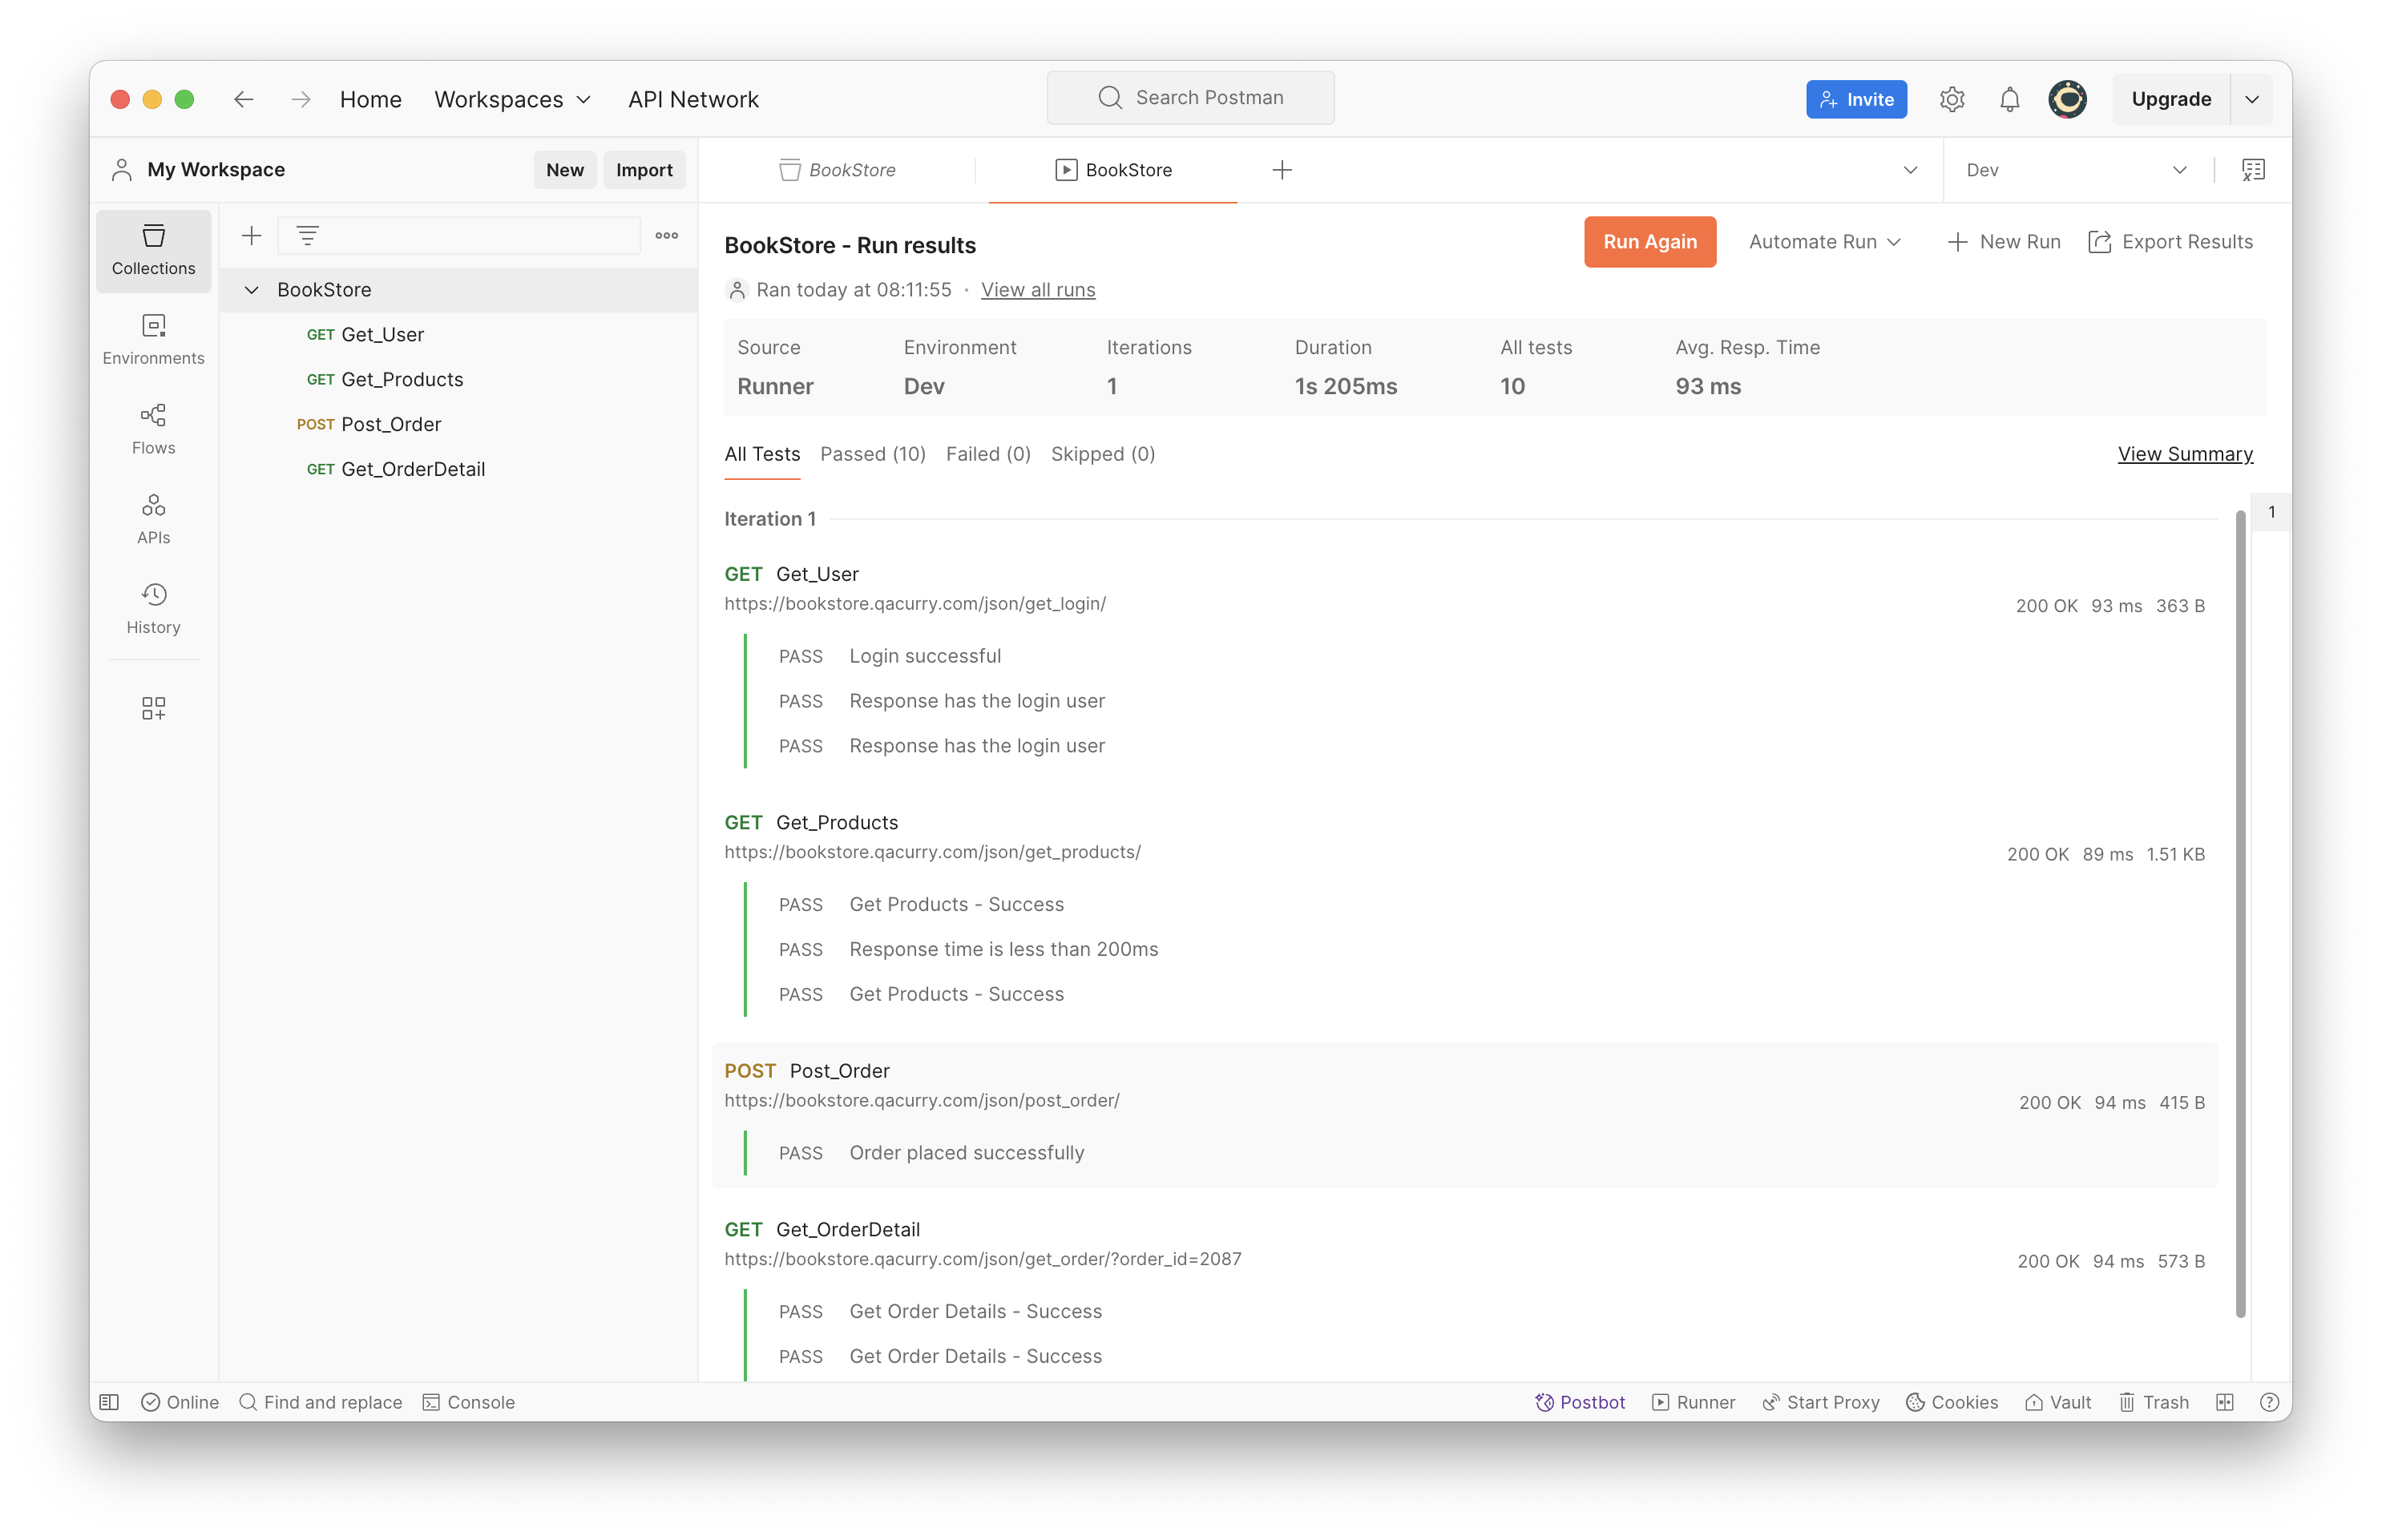 Home Workspaces API Network Search Postman Invite Upgrade
My Workspace New Import BookStore BookStore Dev
Collections
Environments
Flows
APIs
History
BookStore
GET Get_User
GET Get_Products
POST Post_Order
GET Get_OrderDetail
BookStore - Run results Run Again Automate Run New Run Export Results
Ran today at 08:11:55 · View all runs
Source Environment Iterations Duration All tests Avg. Resp. Time
Runner Dev 1 1s 205ms 10 93 ms
All Tests Passed (10) Failed (0) Skipped (0) View Summary
Iteration 1 1
GET Get_User
https://bookstore.qacurry.com/json/get_login/ 200 OK 93 ms 363 B
PASS Login successful
PASS Response has the login user
PASS Response has the login user
GET Get_Products
https://bookstore.qacurry.com/json/get_products/ 200 OK 89 ms 1.51 KB
PASS Get Products - Success
PASS Response time is less than 200ms
PASS Get Products - Success
POST Post_Order
https://bookstore.qacurry.com/json/post_order/ 200 OK 94 ms 415 B
PASS Order placed successfully
GET Get_OrderDetail
https://bookstore.qacurry.com/json/get_order/?order_id=2087 200 OK 94 ms 573 B
PASS Get Order Details - Success
PASS Get Order Details - Success
Online Find and replace Console Postbot Runner Start Proxy Cookies Vault Trash